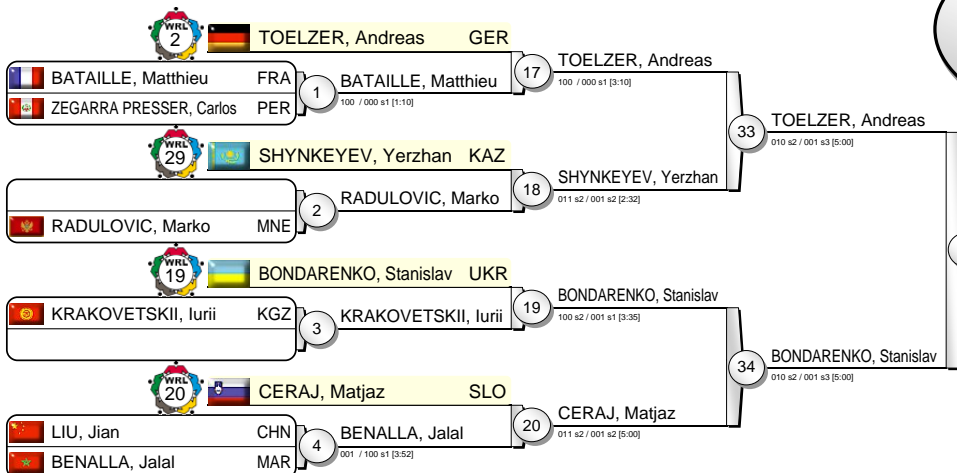 WRL 2 TOELZER, Andreas GER
BATAILLE, Matthieu FRA
ZEGARRA PRESSER, Carlos PER
1
BATAILLE, Matthieu
100 / 000 s1 [1:10]
17
TOELZER, Andreas
100 / 000 s1 [3:10]
WRL 29 SHYNKEYEV, Yerzhan KAZ
RADULOVIC, Marko MNE
2
RADULOVIC, Marko
18
SHYNKEYEV, Yerzhan
011 s2 / 001 s2 [2:32]
33
TOELZER, Andreas
010 s2 / 001 s3 [5:00]
WRL 19 BONDARENKO, Stanislav UKR
KRAKOVETSKII, Iurii KGZ
3
KRAKOVETSKII, Iurii
19
BONDARENKO, Stanislav
100 s2 / 001 s1 [3:35]
WRL 20 CERAJ, Matjaz SLO
LIU, Jian CHN
BENALLA, Jalal MAR
4
BENALLA, Jalal
001 / 100 s1 [3:52]
20
CERAJ, Matjaz
011 s2 / 001 s2 [5:00]
34
BONDARENKO, Stanislav
010 s2 / 001 s3 [5:00]